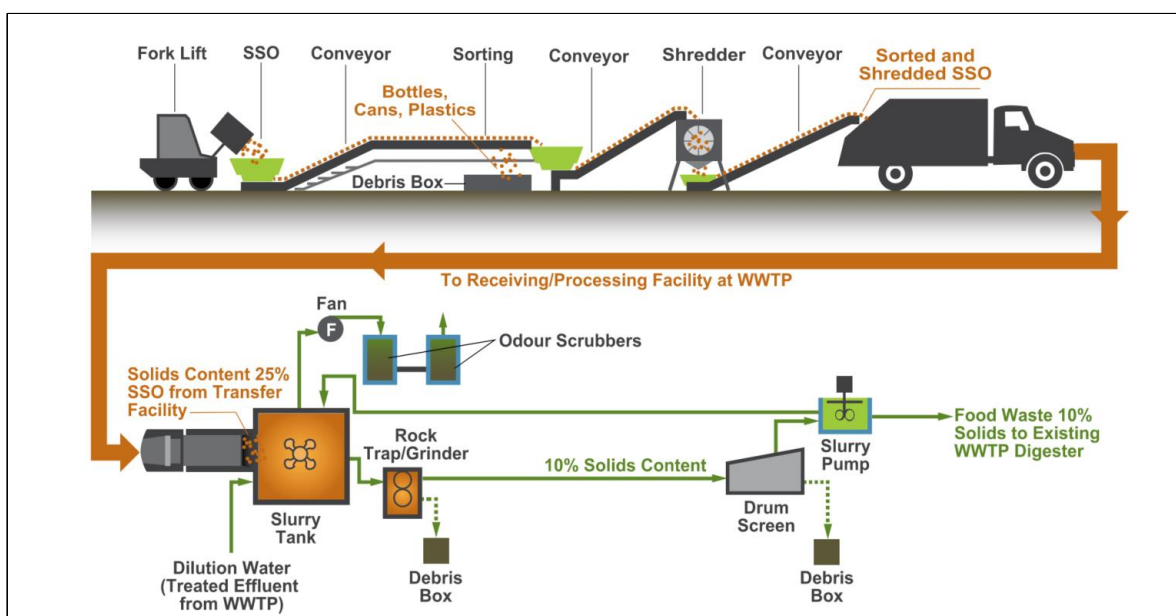 Fork Lift
SSO
Conveyor
Sorting
Conveyor
Shredder
Conveyor
Sorted and
Shredded SSO
Bottles,
Cans, Plastics
Debris Box
To Receiving/Processing Facility at WWTP
Fan
F
Odour Scrubbers
Solids Content 25%
SSO from Transfer
Facility
Rock
Trap/Grinder
10% Solids Content
Slurry
Pump
Food Waste 10%
Solids to Existing
WWTP Digester
Slurry
Tank
Drum
Screen
Dilution Water
(Treated Effluent
from WWTP)
Debris
Box
Debris
Box